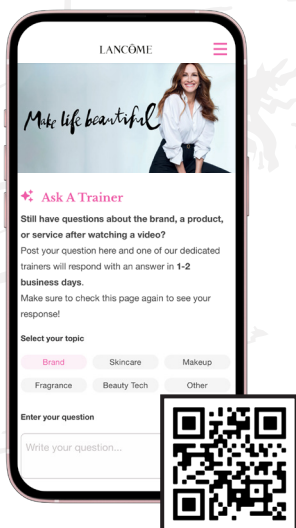 LANCÔME
Make life beautiful
Ask A Trainer
Still have questions about the brand, a product,
or service after watching a video?
Post your question here and one of our dedicated
trainers will respond with an answer in 1-2
business days.
Make sure to check this page again to see your
response!
Select your topic
Brand Skincare Makeup
Fragrance Beauty Tech Other
Enter your question
Write your question...